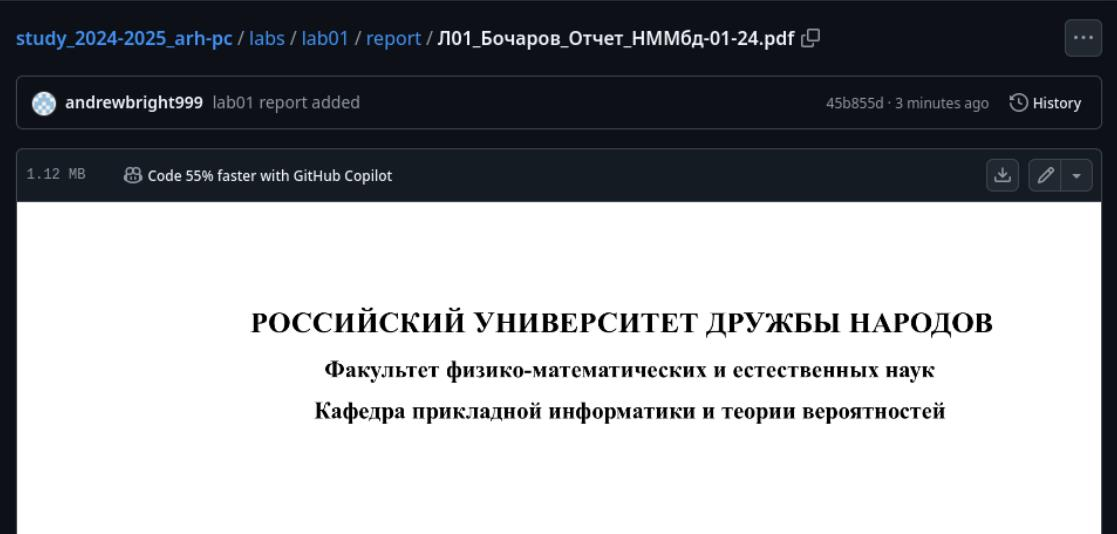 study_2024-2025_arh-pc / labs / lab01 / report / Л01_Бочаров_Отчет_НММбд-01-24.pdf
andrewbright999 lab01 report added 45b855d · 3 minutes ago History
1.12 MB Code 55% faster with GitHub Copilot
РОССИЙСКИЙ УНИВЕРСИТЕТ ДРУЖБЫ НАРОДОВ
Факультет физико-математических и естественных наук
Кафедра прикладной информатики и теории вероятностей